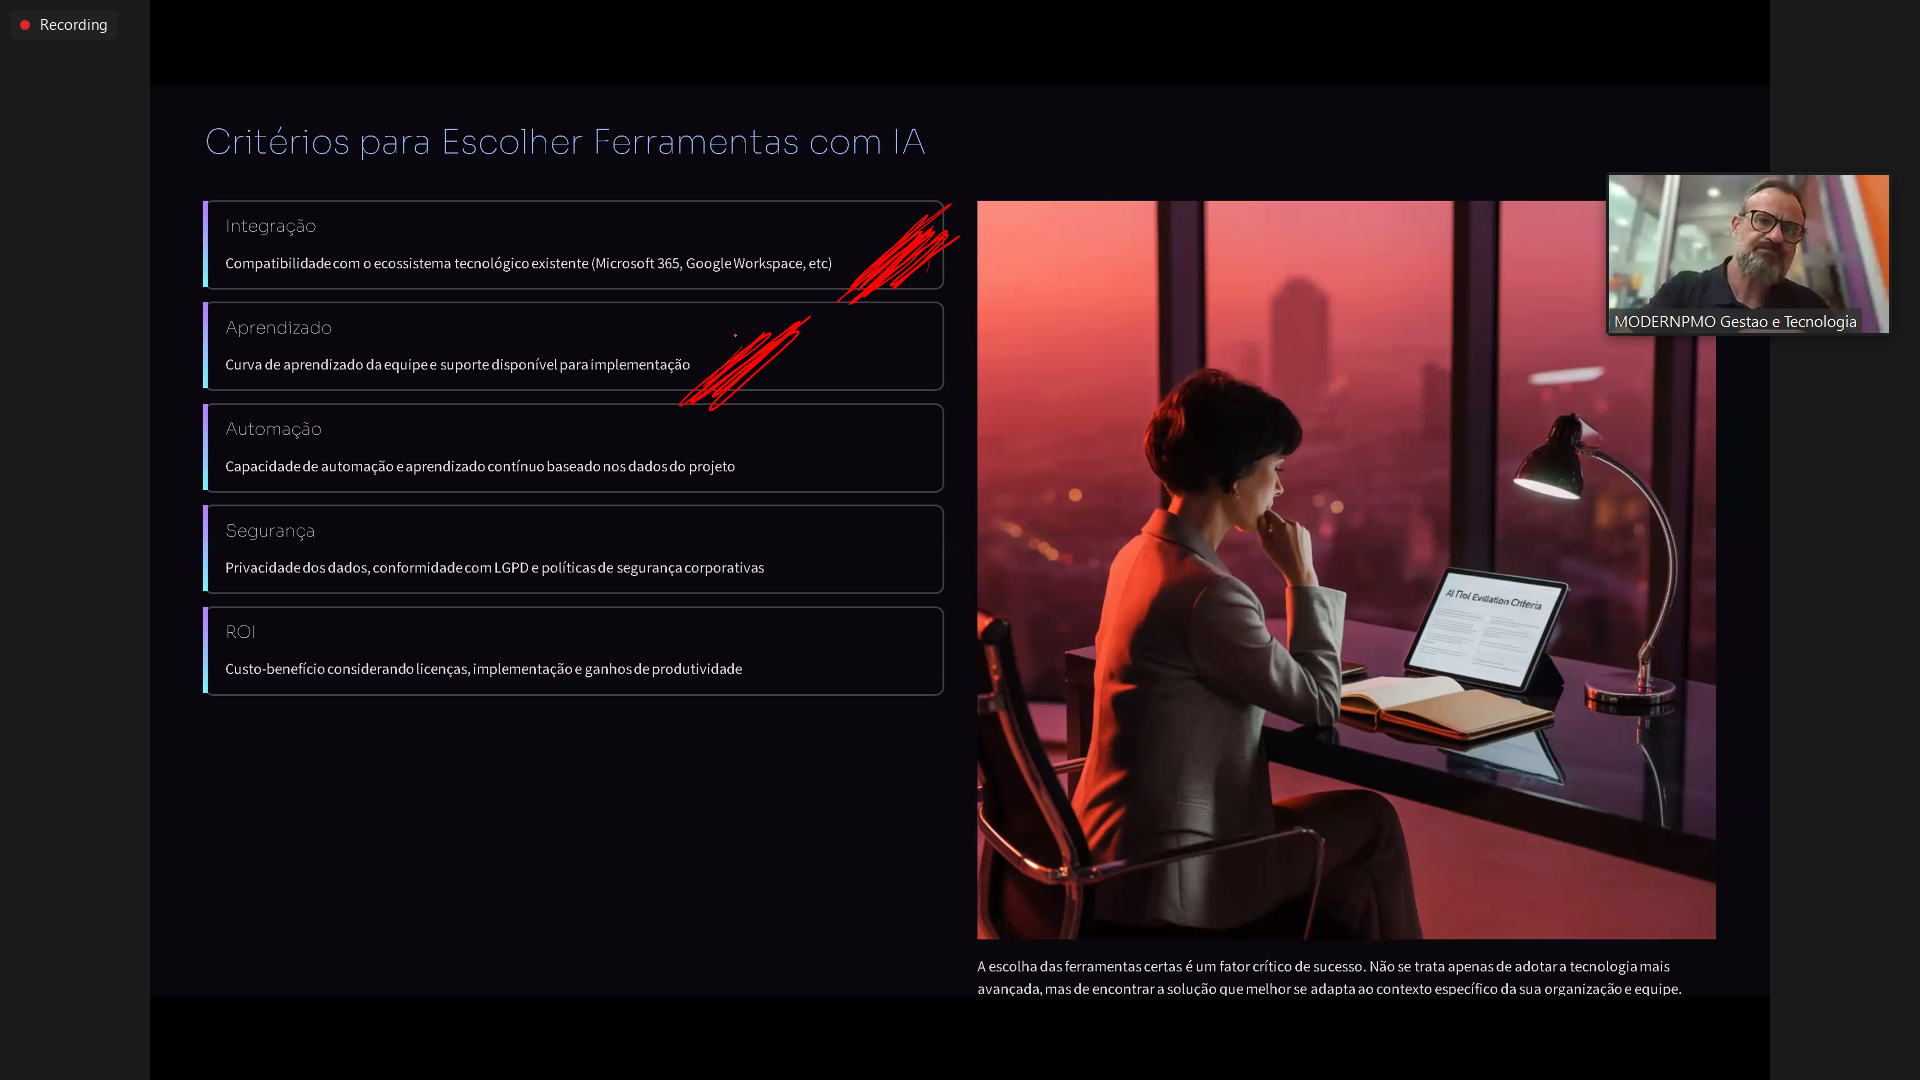 Recording
Critérios para Escolher Ferramentas com IA
Integração
Compatibilidade com o ecossistema tecnológico existente (Microsoft 365, Google Workspace, etc)
Aprendizado
Curva de aprendizado da equipe e suporte disponível para implementação
Automação
Capacidade de automação e aprendizado contínuo baseado nos dados do projeto
Segurança
Privacidade dos dados, conformidade com LGPD e políticas de segurança corporativas
ROI
Custo-benefício considerando licenças, implementação e ganhos de produtividade
MODERNPMO Gestao e Tecnologia
Criteria
A escolha das ferramentas certas é um fator crítico de sucesso. Não se trata apenas de adotar a tecnologia mais
avançada, mas de encontrar a solução que melhor se adapta ao contexto específico da sua organização e equipe.